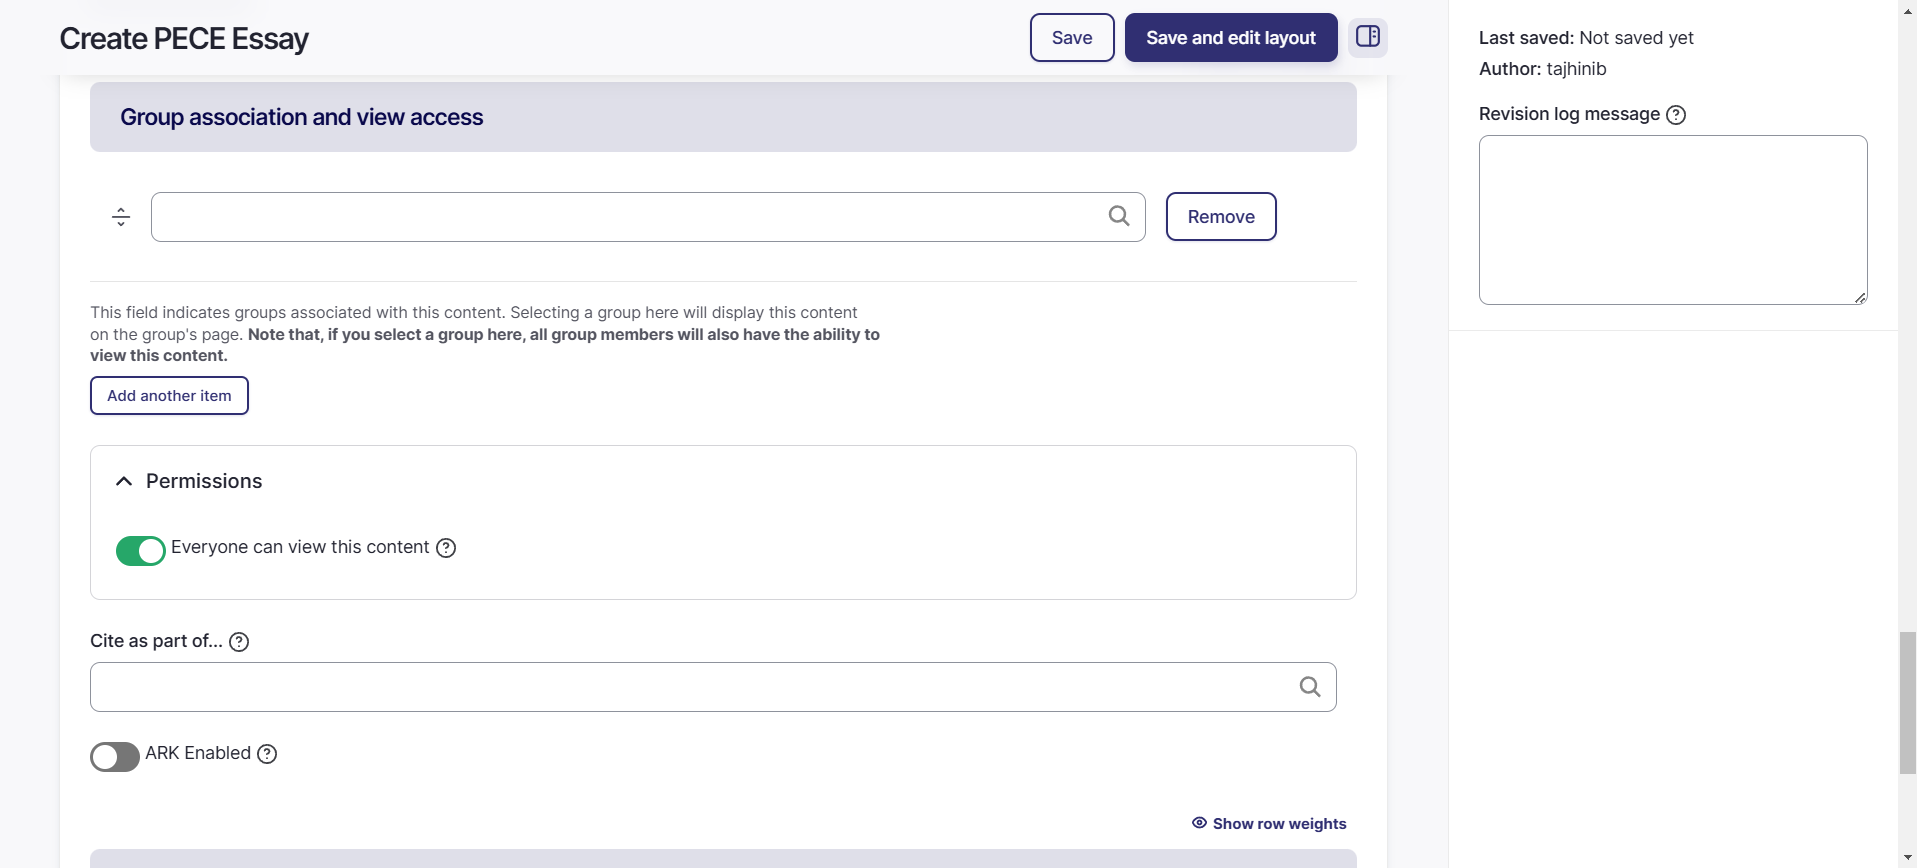 Create PECE Essay
Save
Save and edit layout
Group association and view access
Remove
This field indicates groups associated with this content. Selecting a group here will display this content
on the group's page. Note that, if you select a group here, all group members will also have the ability to
view this content.
Add another item
Permissions
Everyone can view this content
Cite as part of...
ARK Enabled
Show row weights
Last saved: Not saved yet
Author: tajhinib
Revision log message